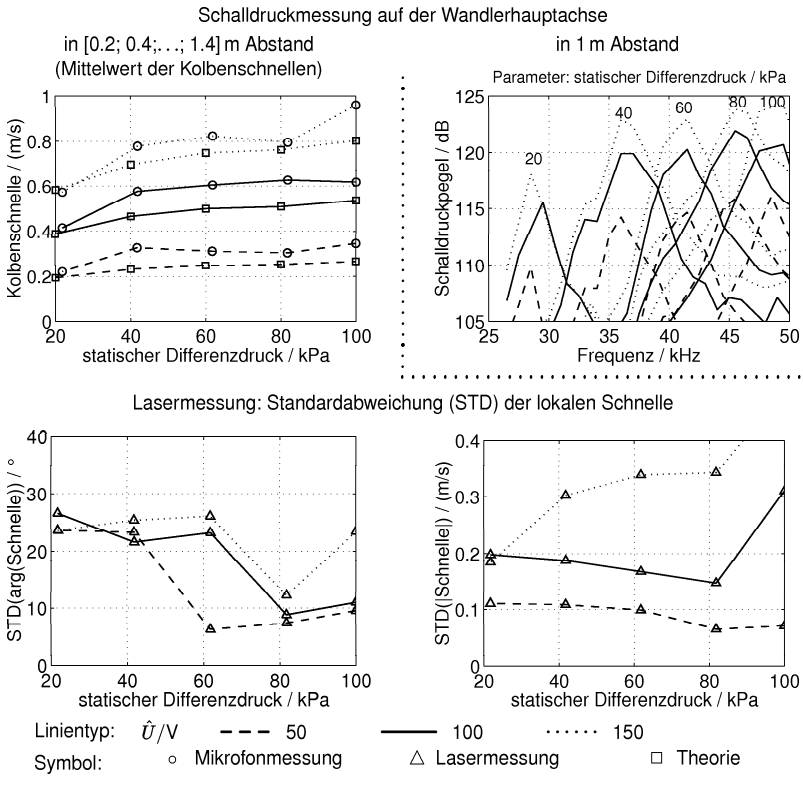 Schalldruckmessung auf der Wandlerhauptachse
in [0.2; 0.4;...; 1.4] m Abstand
(Mittelwert der Kolbenschnellen)
in 1 m Abstand
Parameter: statischer Differenzdruck / kPa
Kolbenschnelle / (m/s)
1
0.8
0.6
0.4
0.2
0
20 40 60 80 100
statischer Differenzdruck / kPa
Schalldruckpegel / dB
125
120
115
110
105
20 40 60 80 100
25 30 35 40 45 50
Frequenz / kHz
Lasermessung: Standardabweichung (STD) der lokalen Schnelle
STD(arg(Schnelle)) / °
40
30
20
10
0
20 40 60 80 100
statischer Differenzdruck / kPa
STD(|Schnelle|) / (m/s)
0.4
0.3
0.2
0.1
0
20 40 60 80 100
statischer Differenzdruck / kPa
Linientyp: Û/V 50 100 150
Symbol: Mikrofonmessung Lasermessung Theorie